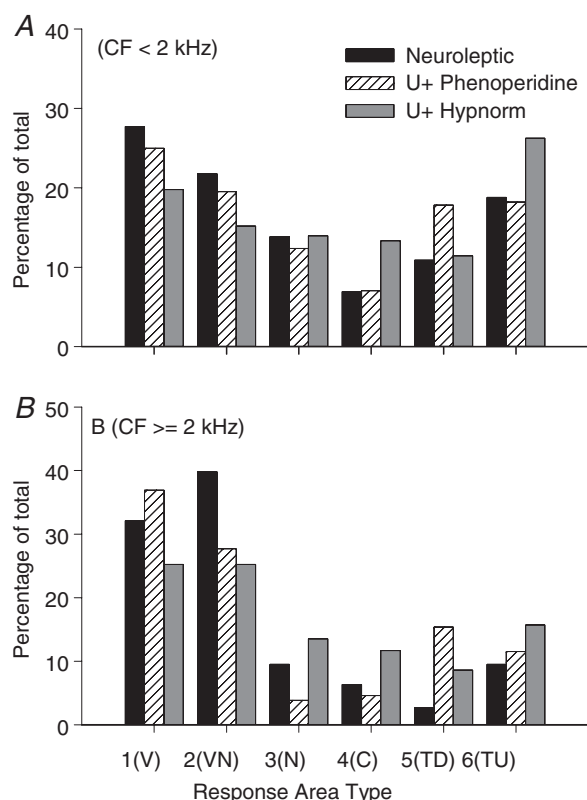 A
(CF < 2 kHz)
Neuroleptic
U+ Phenoperidine
U+ Hypnorm
Percentage of total
40
30
20
10
0
B
B (CF >= 2 kHz)
Percentage of total
50
40
30
20
10
0
1(V) 2(VN) 3(N) 4(C) 5(TD) 6(TU)
Response Area Type